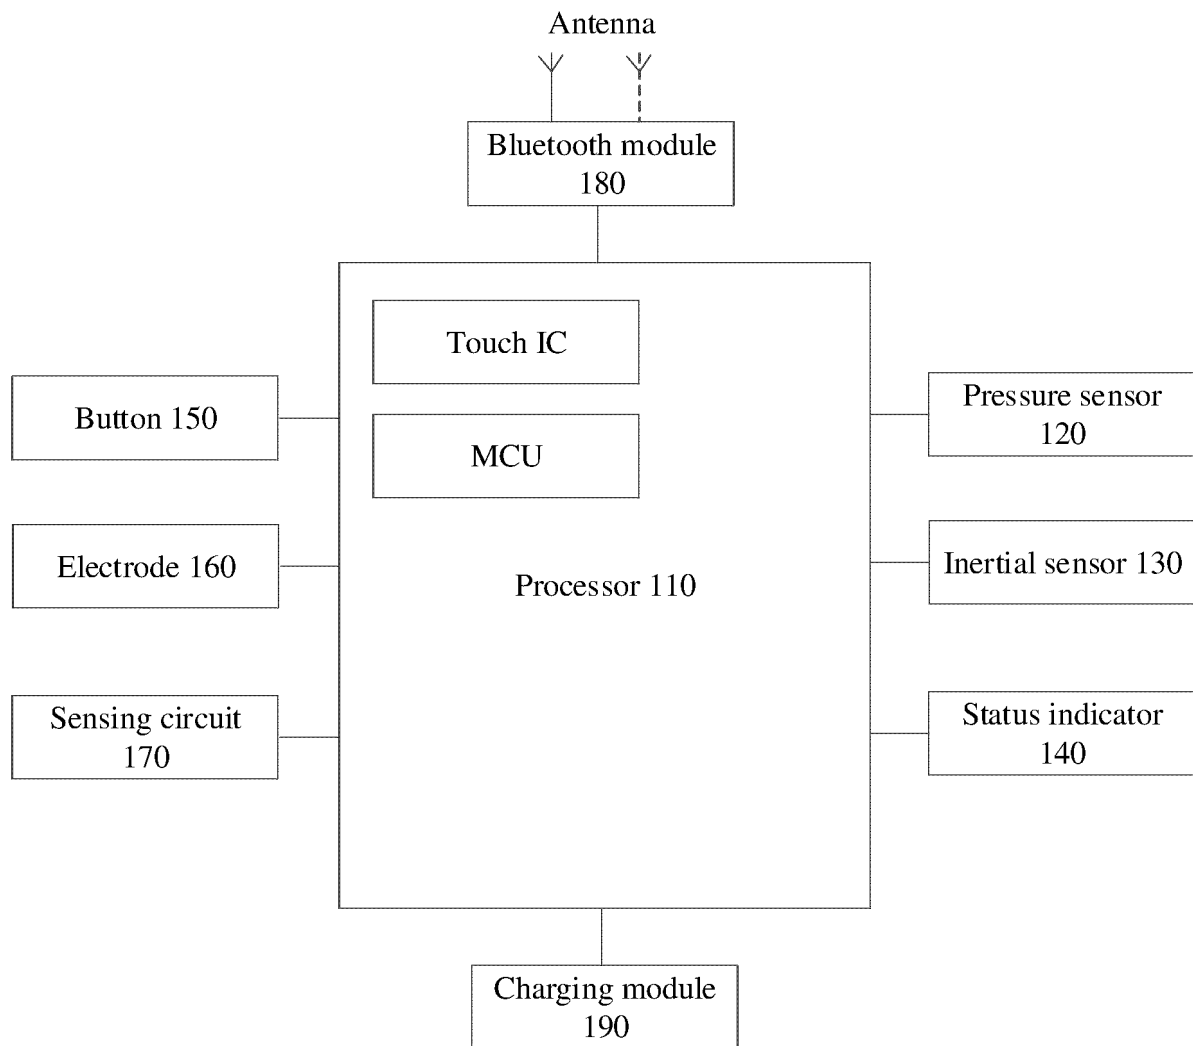 Antenna
Bluetooth module
180
Touch IC
MCU
Processor 110
Button 150
Electrode 160
Sensing circuit
170
Pressure sensor
120
Inertial sensor 130
Status indicator
140
Charging module
190